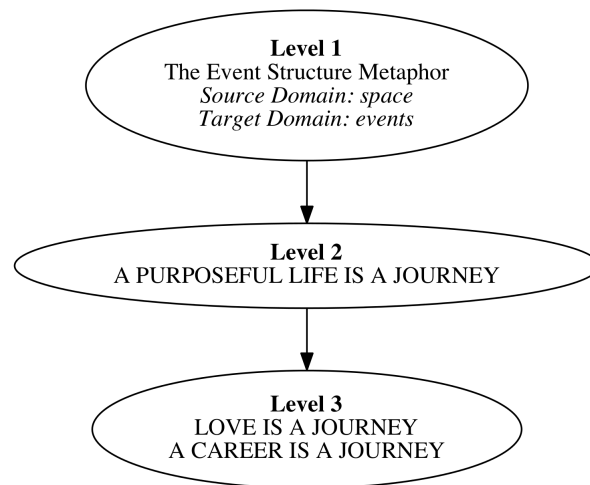 Level 1
The Event Structure Metaphor
Source Domain: space
Target Domain: events
Level 2
A PURPOSEFUL LIFE IS A JOURNEY
Level 3
LOVE IS A JOURNEY
A CAREER IS A JOURNEY